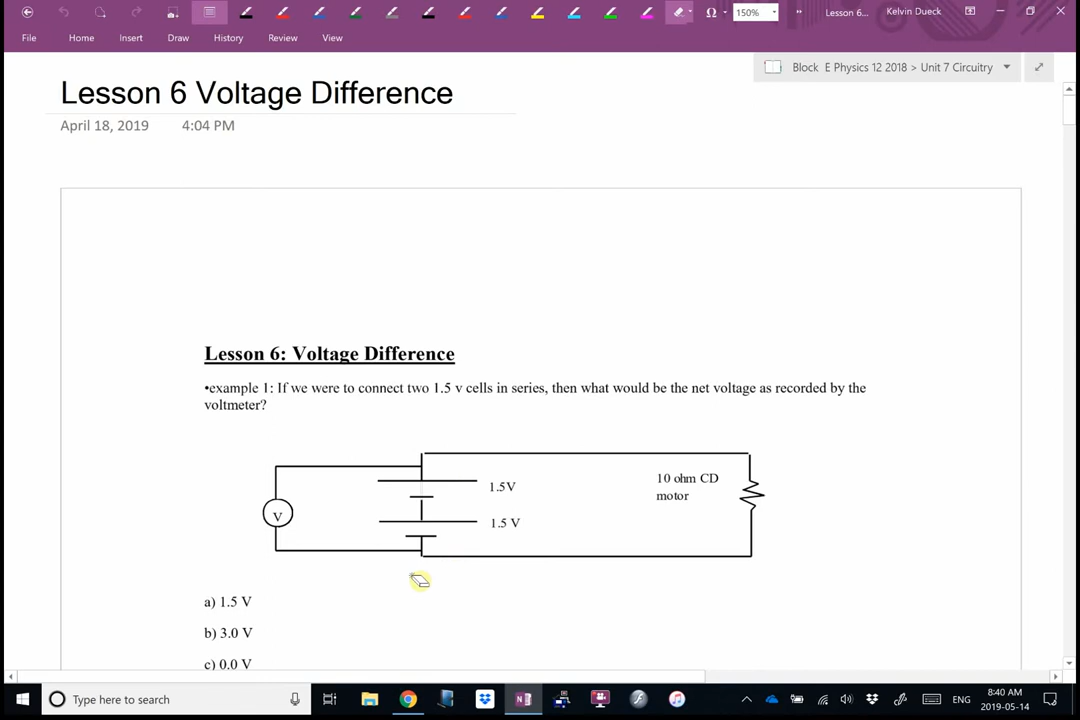 150%
Lesson 6...
Kelvin Dueck
File
Home
Insert
Draw
History
Review
View
Block E Physics 12 2018 > Unit 7 Circuitry
Lesson 6 Voltage Difference
April 18, 2019
4:04 PM
Lesson 6: Voltage Difference
•example 1: If we were to connect two 1.5 v cells in series, then what would be the net voltage as recorded by the
voltmeter?
1.5V
10 ohm CD
motor
V
1.5 V
a) 1.5 V
b) 3.0 V
c) 0.0 V
Type here to search
ENG
8:40 AM
2019-05-14